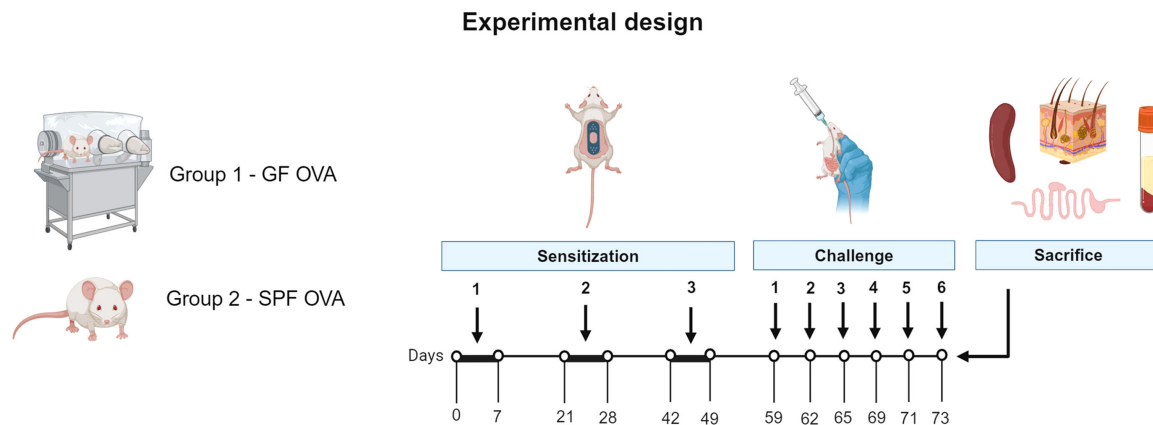 Experimental design
Group 1 - GF OVA
Group 2 - SPF OVA
Sensitization
Challenge
Sacrifice
1 2 3 1 2 3 4 5 6
Days
0 7 21 28 42 49 59 62 65 69 71 73